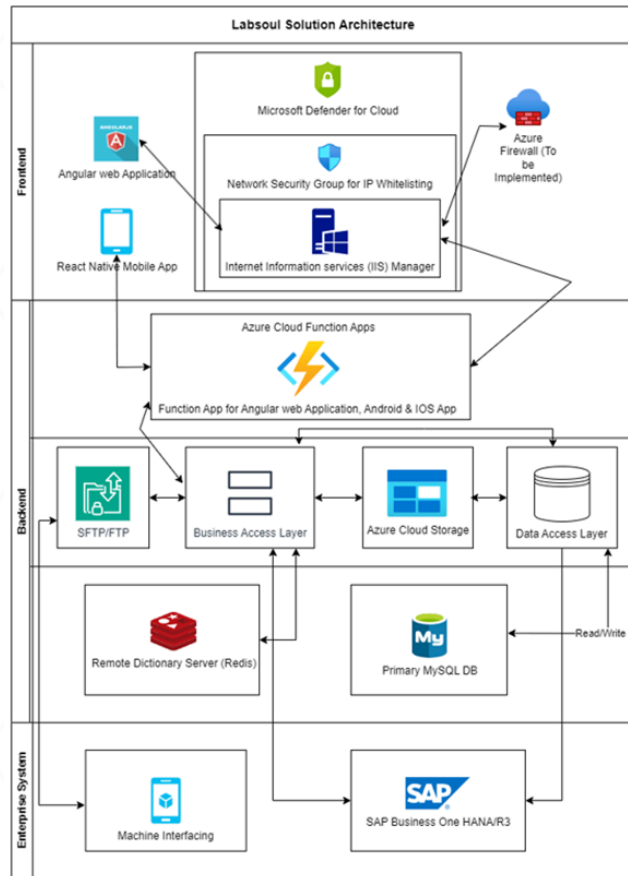 Labsoul Solution Architecture
Frontend
Microsoft Defender for Cloud
ANGULARJS
Angular web Application
Azure
Firewall (To
be
Implemented)
Network Security Group for IP Whitelisting
React Native Mobile App
Internet Information services (IIS) Manager
Backend
Azure Cloud Function Apps
Function App for Angular web Application, Android & IOS App
SFTP/FTP
Business Access Layer
Azure Cloud Storage
Data Access Layer
Remote Dictionary Server (Redis)
My
Primary MySQL DB
Read/Write
Enterprise System
Machine Interfacing
SAP
SAP Business One HANA/R3